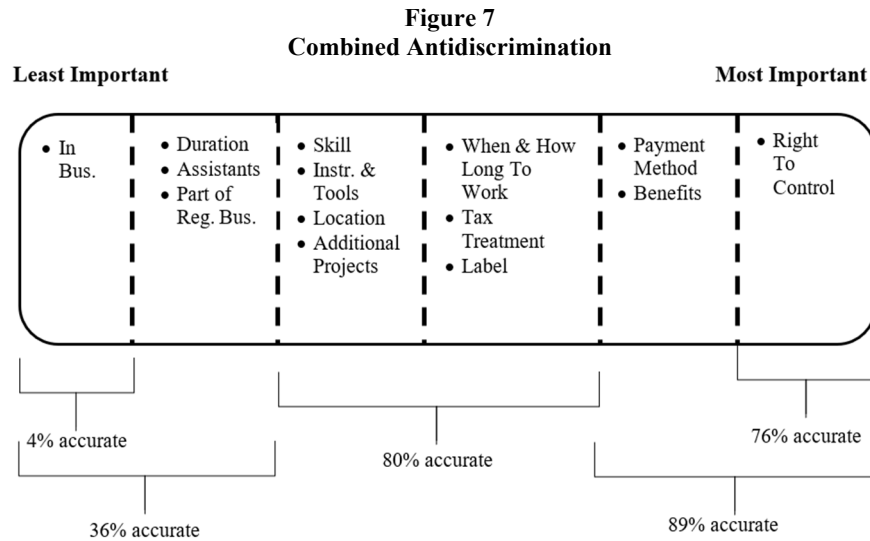 Figure 7
Combined Antidiscrimination
Least Important
Most Important
• In
Bus.
• Duration
• Assistants
• Part of
Reg. Bus.
• Skill
• Instr. &
Tools
• Location
• Additional
Projects
• When & How
Long To
Work
• Tax
Treatment
• Label
• Payment
Method
• Benefits
• Right
To
Control
4% accurate
36% accurate
80% accurate
76% accurate
89% accurate